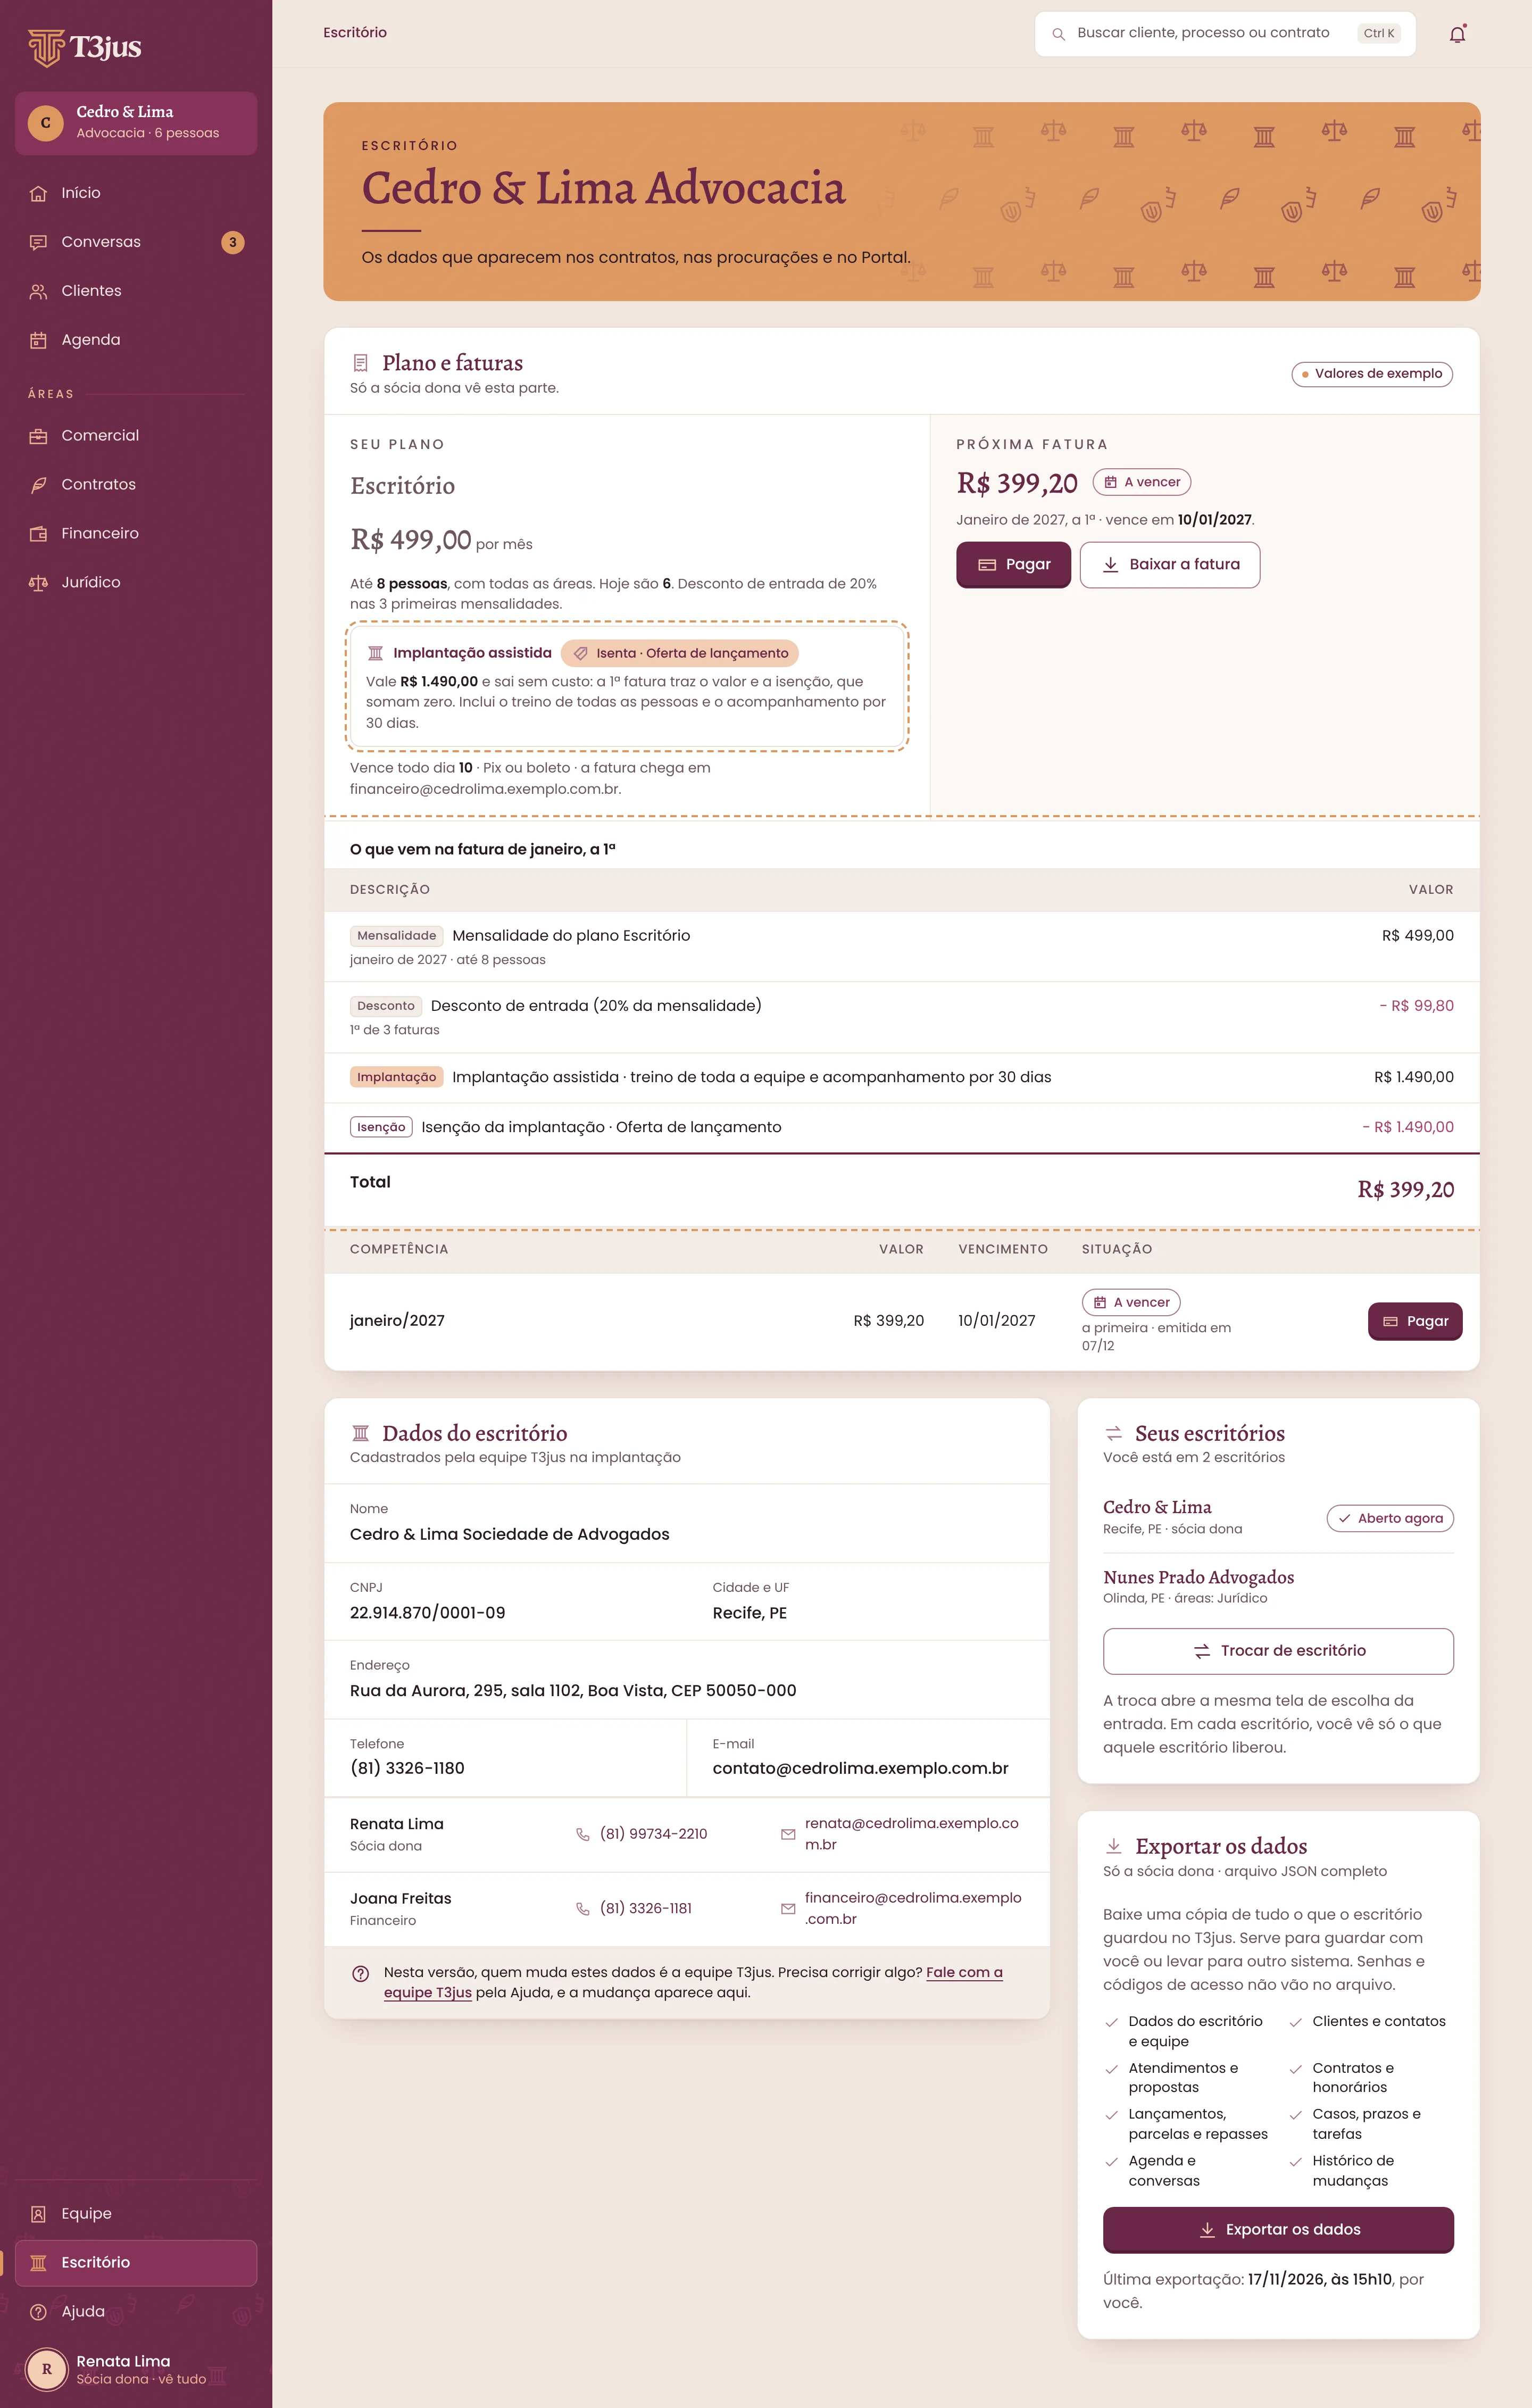 T3jus
C
Cedro & Lima
Advocacia · 6 pessoas
Início
Conversas
3
Clientes
Agenda
ÁREAS
Comercial
Contratos
Financeiro
Jurídico
Equipe
Escritório
Ajuda
R
Renata Lima
Sócia dona · vê tudo
Escritório
Buscar cliente, processo ou contrato
Ctrl K
ESCRITÓRIO
Cedro & Lima Advocacia
Os dados que aparecem nos contratos, nas procurações e no Portal.
Plano e faturas
Só a sócia dona vê esta parte.
Valores de exemplo
SEU PLANO
Escritório
R$ 499,00 por mês
Até 8 pessoas, com todas as áreas. Hoje são 6. Desconto de entrada de 20%
nas 3 primeiras mensalidades.
Implantação assistida
Isenta · Oferta de lançamento
Vale R$ 1.490,00 e sai sem custo: a 1ª fatura traz o valor e a isenção, que
somam zero. Inclui o treino de todas as pessoas e o acompanhamento por
30 dias.
Vence todo dia 10 · Pix ou boleto · a fatura chega em
financeiro@cedrolima.exemplo.com.br.
PRÓXIMA FATURA
R$ 399,20
A vencer
Janeiro de 2027, a 1ª · vence em 10/01/2027.
Pagar
Baixar a fatura
O que vem na fatura de janeiro, a 1ª
DESCRIÇÃO
VALOR
Mensalidade
Mensalidade do plano Escritório
R$ 499,00
janeiro de 2027 · até 8 pessoas
Desconto
Desconto de entrada (20% da mensalidade)
- R$ 99,80
1ª de 3 faturas
Implantação
Implantação assistida · treino de toda a equipe e acompanhamento por 30 dias
R$ 1.490,00
Isenção
Isenção da implantação · Oferta de lançamento
- R$ 1.490,00
Total
R$ 399,20
COMPETÊNCIA
VALOR
VENCIMENTO
SITUAÇÃO
janeiro/2027
R$ 399,20
10/01/2027
A vencer
a primeira · emitida em
07/12
Pagar
Dados do escritório
Cadastrados pela equipe T3jus na implantação
Nome
Cedro & Lima Sociedade de Advogados
CNPJ
22.914.870/0001-09
Cidade e UF
Recife, PE
Endereço
Rua da Aurora, 295, sala 1102, Boa Vista, CEP 50050-000
Telefone
(81) 3326-1180
E-mail
contato@cedrolima.exemplo.com.br
Renata Lima
Sócia dona
(81) 99734-2210
renata@cedrolima.exemplo.co
m.br
Joana Freitas
Financeiro
(81) 3326-1181
financeiro@cedrolima.exemplo
.com.br
Nesta versão, quem muda estes dados é a equipe T3jus. Precisa corrigir algo? Fale com a
equipe T3jus pela Ajuda, e a mudança aparece aqui.
Seus escritórios
Você está em 2 escritórios
Cedro & Lima
Recife, PE · sócia dona
Aberto agora
Nunes Prado Advogados
Olinda, PE · áreas: Jurídico
Trocar de escritório
A troca abre a mesma tela de escolha da
entrada. Em cada escritório, você vê só o que
aquele escritório liberou.
Exportar os dados
Só a sócia dona · arquivo JSON completo
Baixe uma cópia de tudo o que o escritório
guardou no T3jus. Serve para guardar com
você ou levar para outro sistema. Senhas e
códigos de acesso não vão no arquivo.
Dados do escritório
e equipe
Clientes e contatos
Atendimentos e
propostas
Contratos e
honorários
Lançamentos,
parcelas e repasses
Casos, prazos e
tarefas
Agenda e
conversas
Histórico de
mudanças
Exportar os dados
Última exportação: 17/11/2026, às 15h10, por
você.